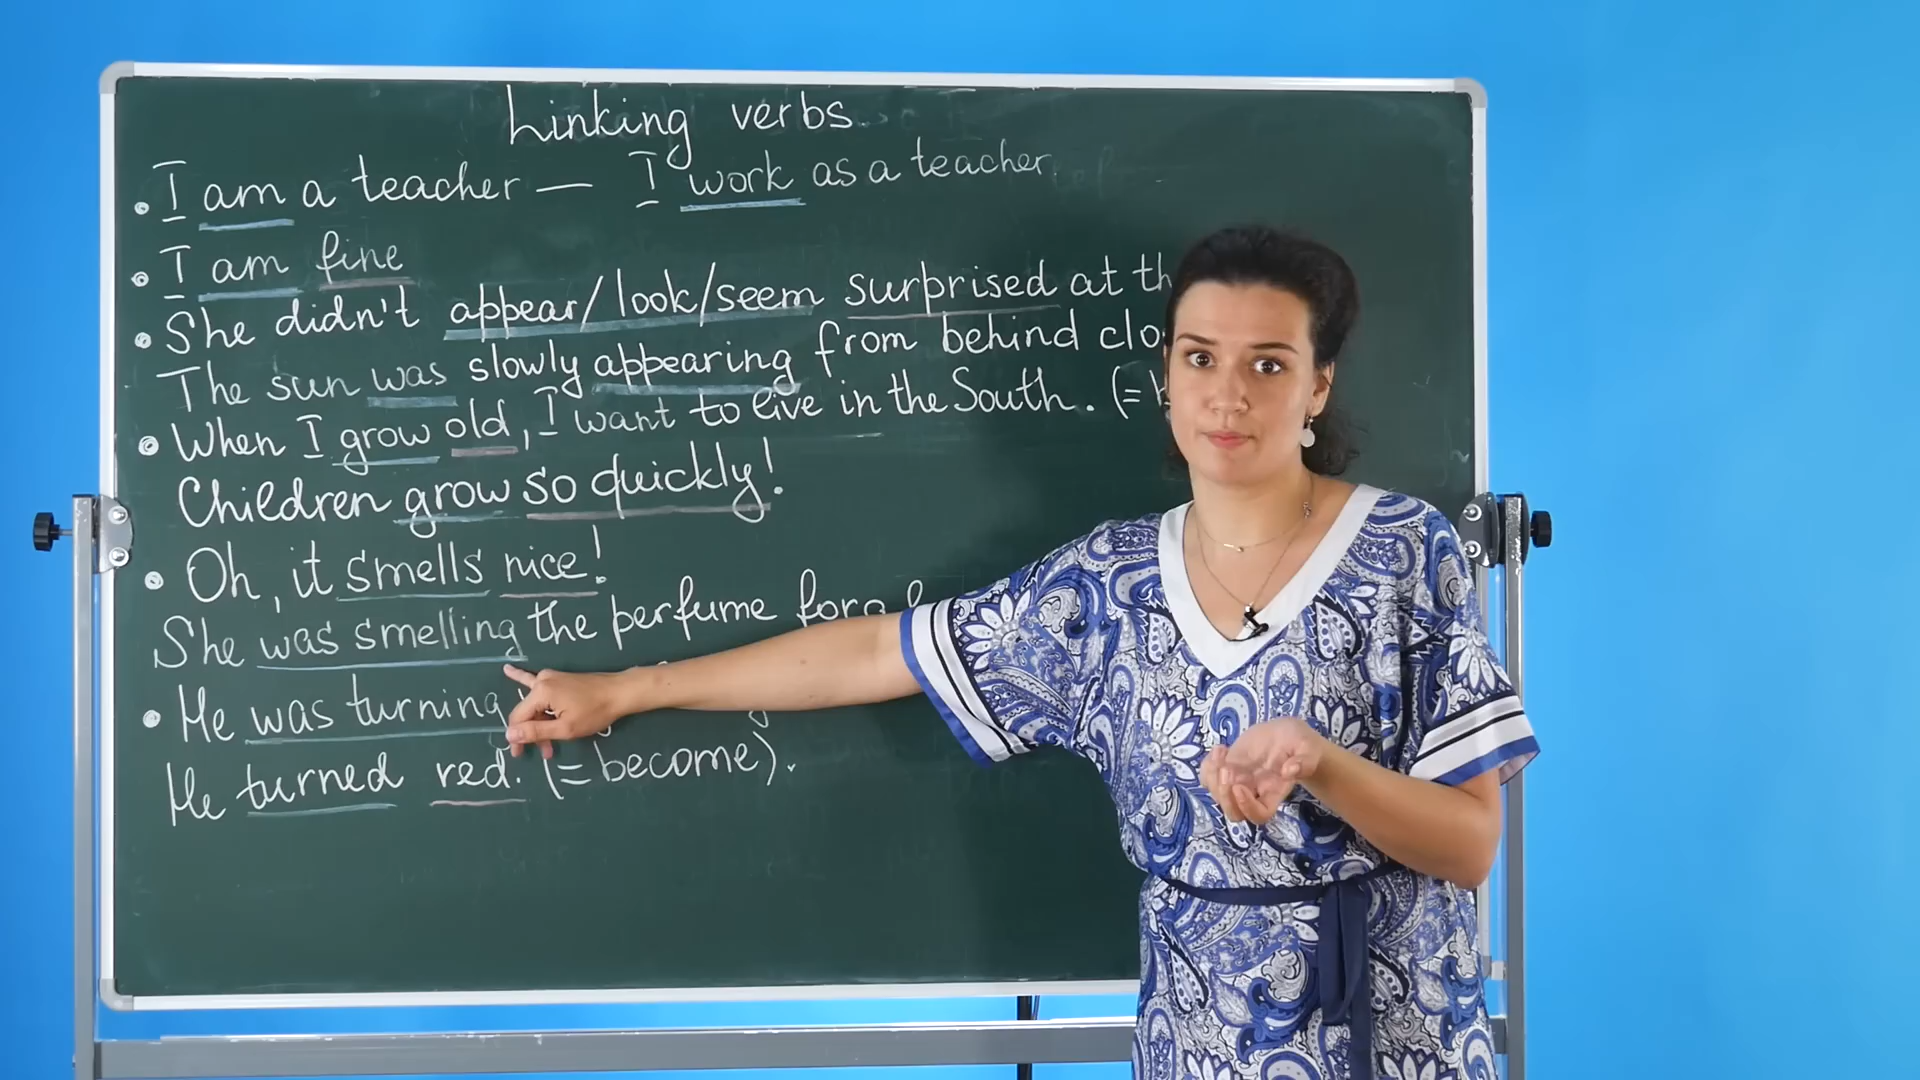 Linking verbs
• I am a teacher — I work as a teacher.
• I am fine
• She didn't appear/look/seem surprised at
The sun was slowly appearing from behind
• When I grow old, I want to live in the South. (=
Children grow so quickly!
• Oh, it smells nice!
She was smelling the perfume for a
• He was turning
He turned red. (=become).